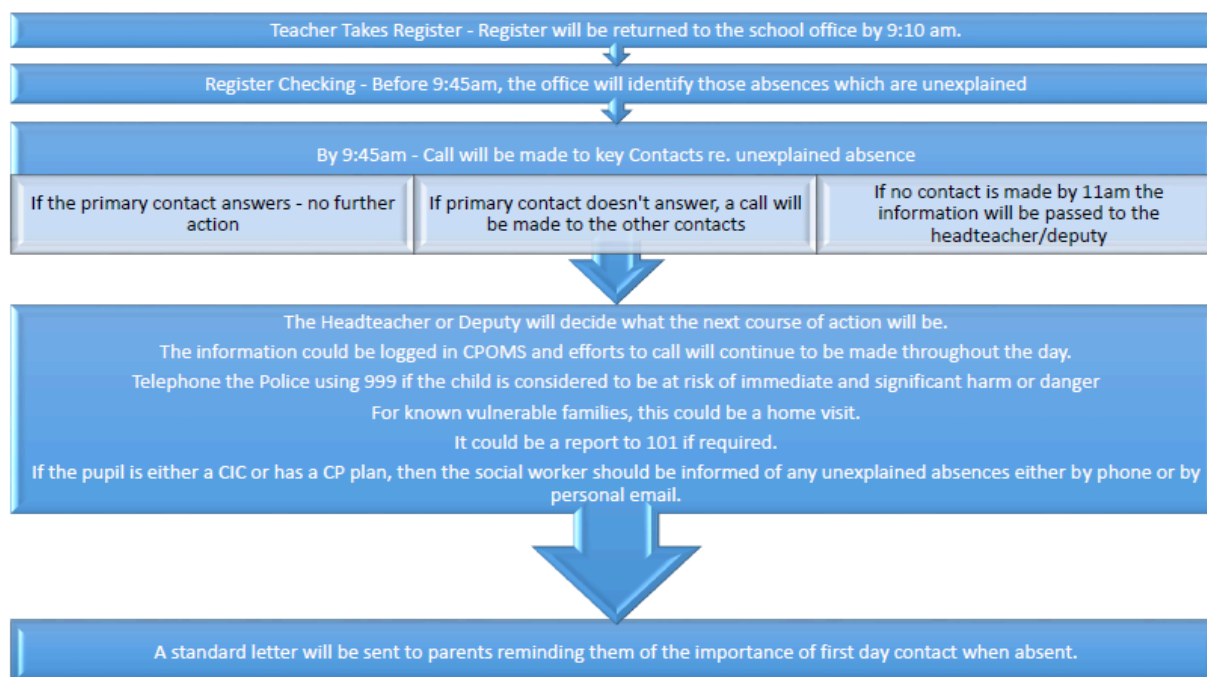 Teacher Takes Register - Register will be returned to the school office by 9:10 am.
Register Checking - Before 9:45am, the office will identify those absences which are unexplained
By 9:45am - Call will be made to key Contacts re. unexplained absence
If the primary contact answers - no further
action
If primary contact doesn't answer, a call will
be made to the other contacts
If no contact is made by 11am the
information will be passed to the
headteacher/deputy
The Headteacher or Deputy will decide what the next course of action will be.
The information could be logged in CPOMS and efforts to call will continue to be made throughout the day.
Telephone the Police using 999 if the child is considered to be at risk of immediate and significant harm or danger
For known vulnerable families, this could be a home visit.
It could be a report to 101 if required.
If the pupil is either a CIC or has a CP plan, then the social worker should be informed of any unexplained absences either by phone or by
personal email.
A standard letter will be sent to parents reminding them of the importance of first day contact when absent.